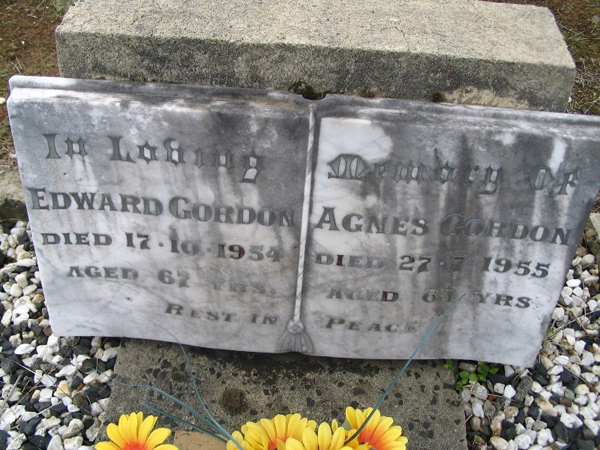 In Loving Memory Of
EDWARD GORDON
DIED 17·10·1954
AGED 67 YRS.
AGNES GORDON
DIED 27·7·1955
AGED YRS
REST IN PEACE